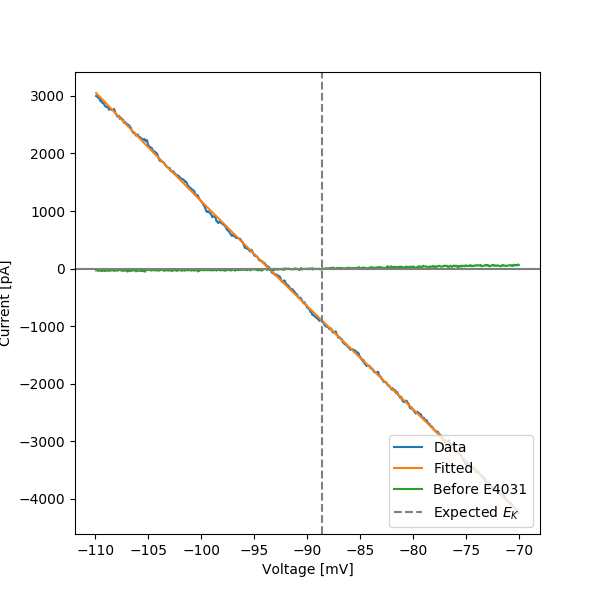 3000
2000
1000
0
−1000
−2000
−3000
−4000
Current [pA]
Data
Fitted
Before E4031
Expected E_K
−110 −105 −100 −95 −90 −85 −80 −75 −70
Voltage [mV]